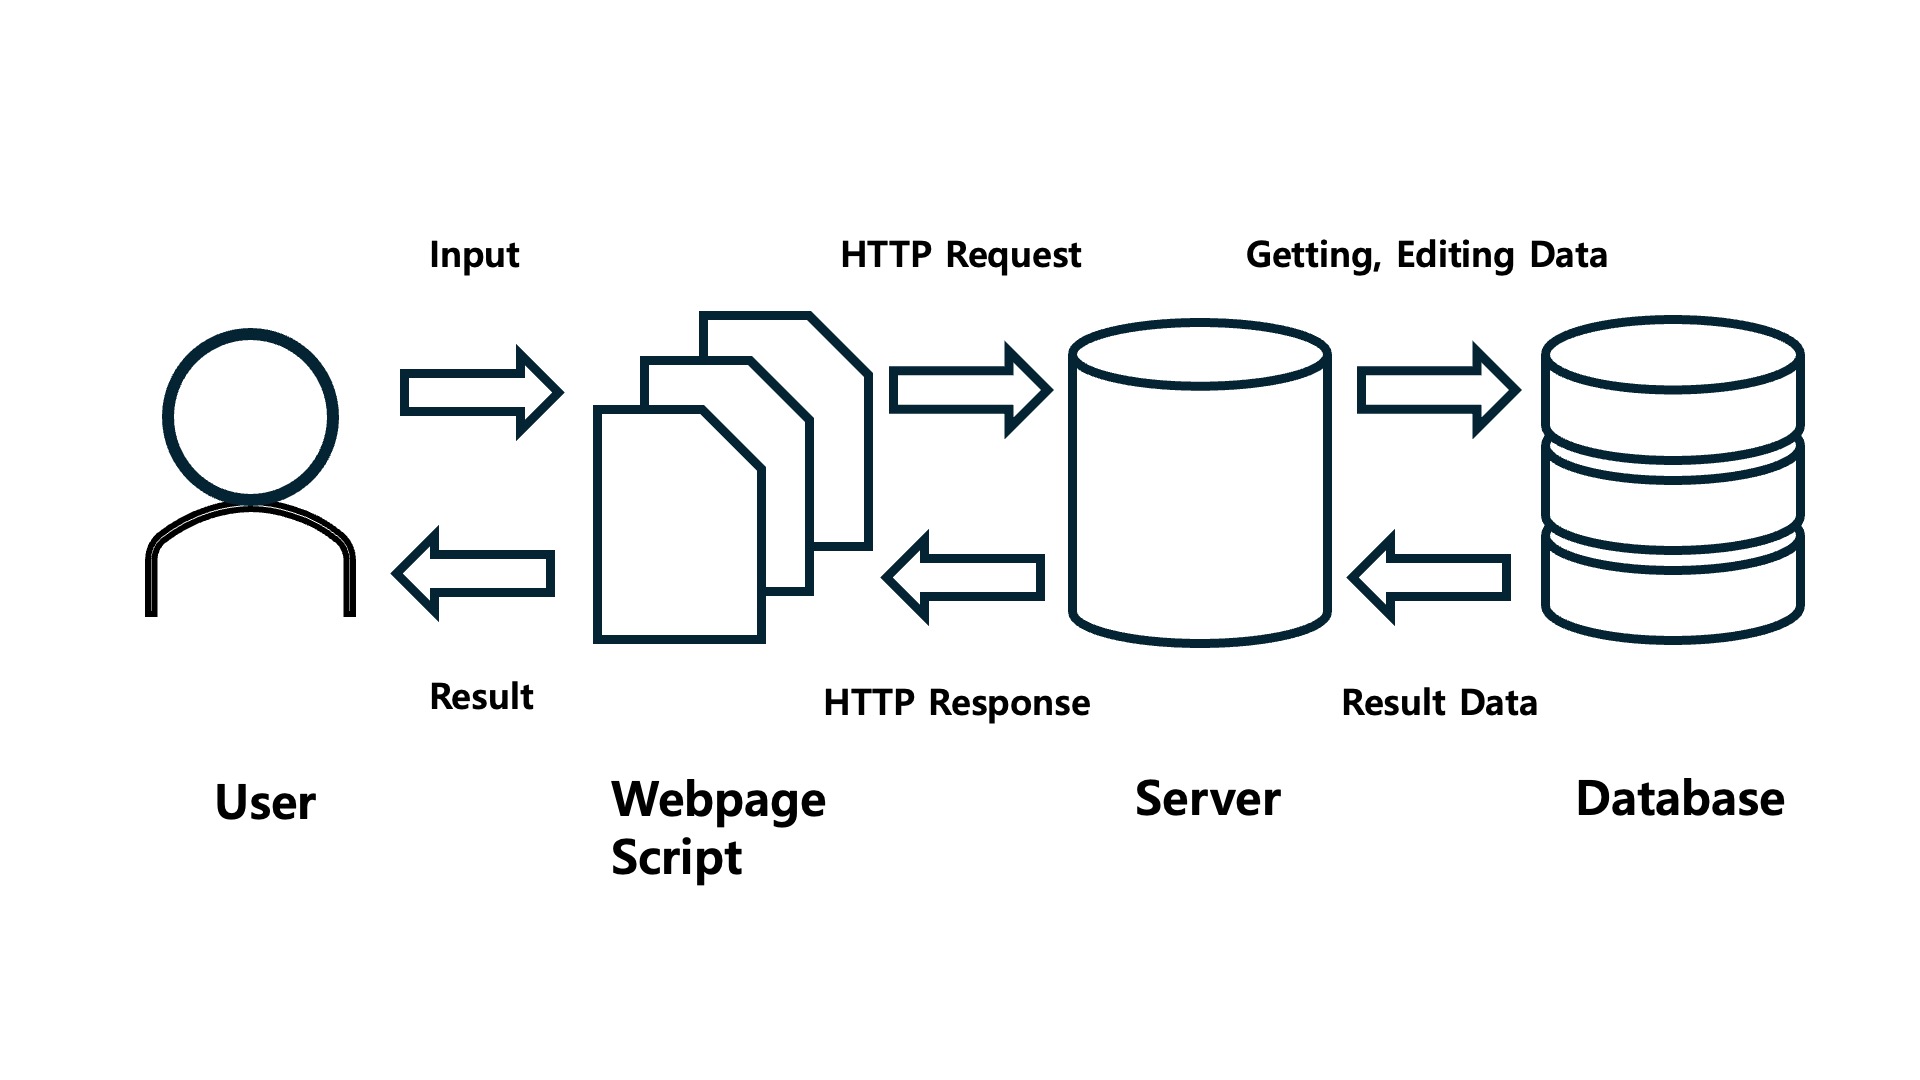 Input
HTTP Request
Getting, Editing Data
Result
HTTP Response
Result Data
User
Webpage
Script
Server
Database